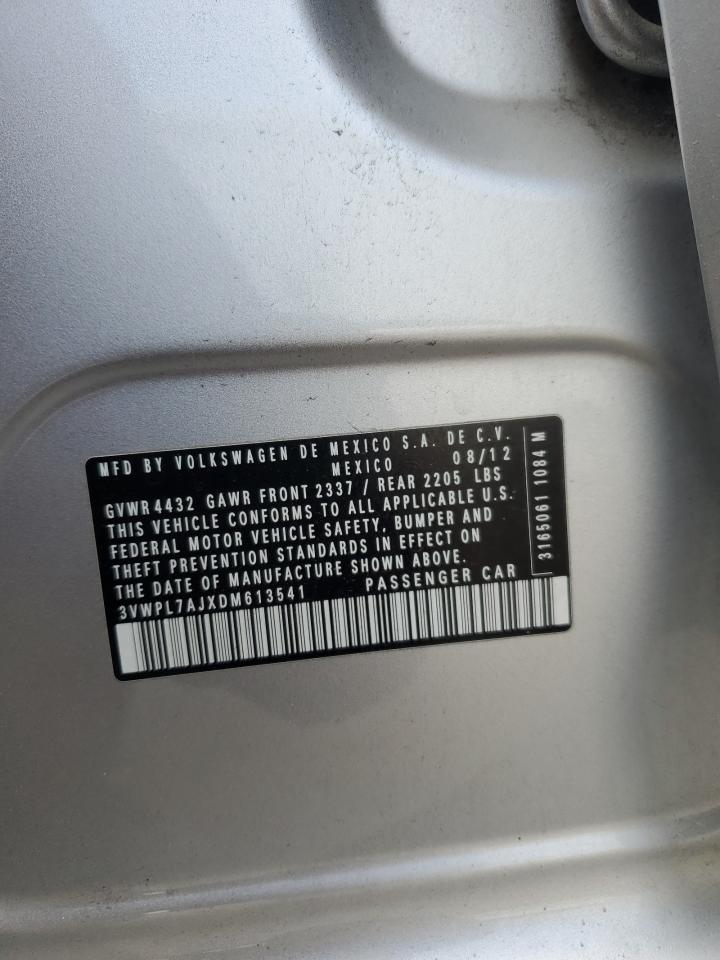 MFD BY VOLKSWAGEN DE MEXICO S.A. DE C.V.
MEXICO 08/12
GVWR 4432 GAWR FRONT 2337 / REAR 2205 LBS
THIS VEHICLE CONFORMS TO ALL APPLICABLE U.S.
FEDERAL MOTOR VEHICLE SAFETY, BUMPER AND
THEFT PREVENTION STANDARDS IN EFFECT ON
THE DATE OF MANUFACTURE SHOWN ABOVE.
3VWPL7AJXDM613541 PASSENGER CAR
3165061 1084 M